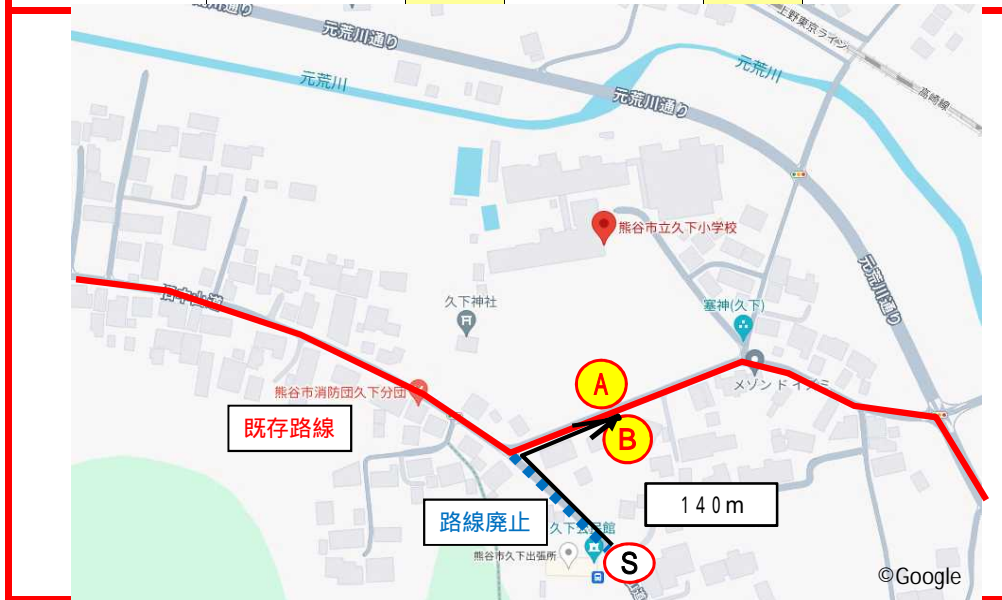 上野東京ライン
高崎線
元荒川通り
元荒川
元荒川通り
元荒川
熊谷市立久下小学校
元荒川通り
久下神社
塞神(久下)
旧中山道
メゾンドイズミ
熊谷市消防団久下分団
A
既存路線
B
140m
路線廃止
久下公民館
熊谷市久下出張所
S
©Google